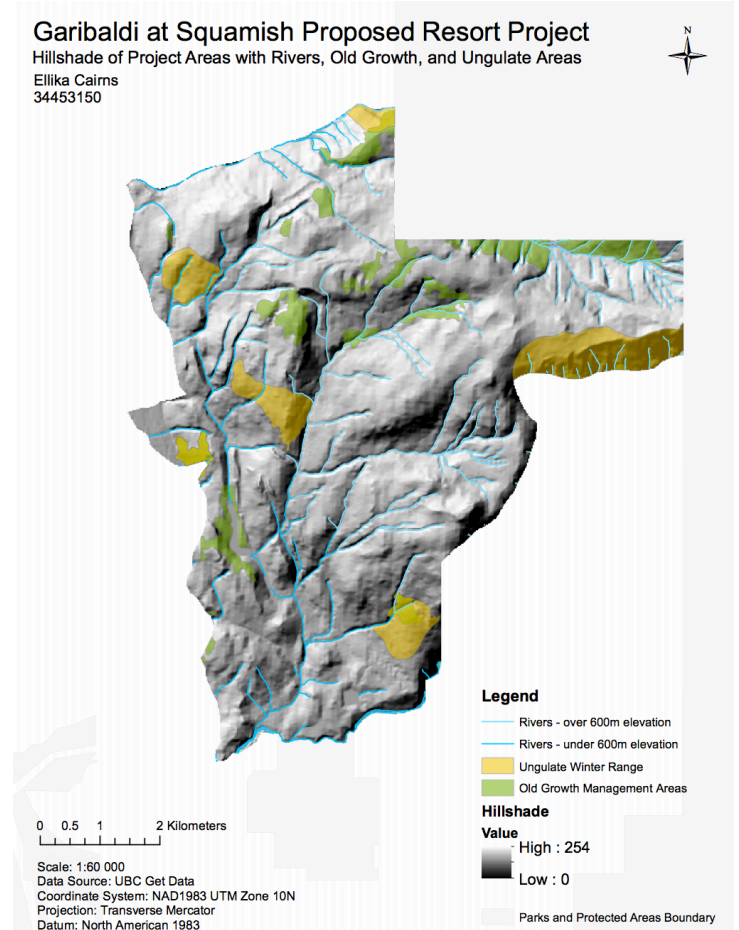 Garibaldi at Squamish Proposed Resort Project
Hillshade of Project Areas with Rivers, Old Growth, and Ungulate Areas
Ellika Cairns
34453150
N
Legend
Rivers - over 600m elevation
Rivers - under 600m elevation
Ungulate Winter Range
Old Growth Management Areas
Hillshade
Value
High : 254
Low : 0
Parks and Protected Areas Boundary
0 0.5 1 2 Kilometers
Scale: 1:60 000
Data Source: UBC Get Data
Coordinate System: NAD1983 UTM Zone 10N
Projection: Transverse Mercator
Datum: North American 1983